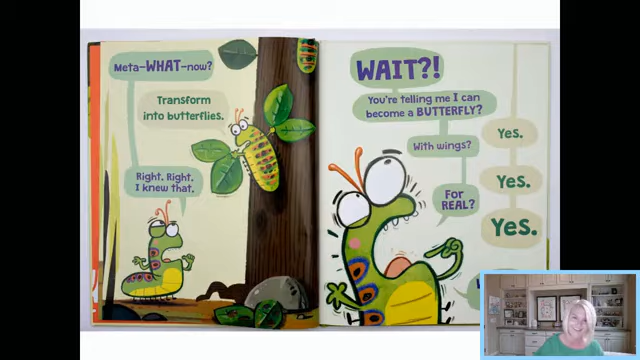 Meta-WHAT-now?
Transform
into butterflies.
Right. Right.
I knew that.
WAIT?!
You're telling me I can
become a BUTTERFLY?
With wings?
For
REAL?
Yes.
Yes.
Yes.